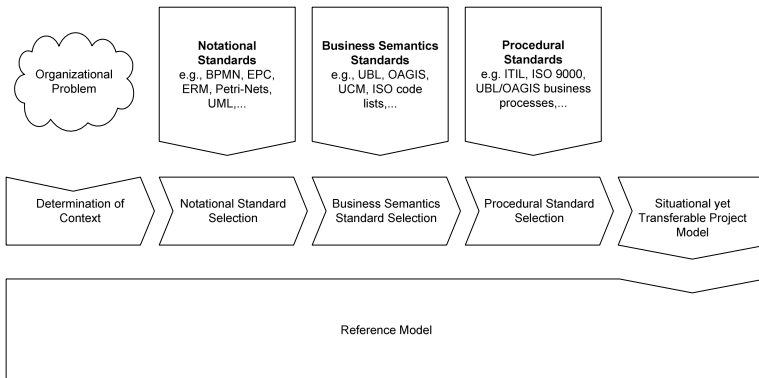 Organizational
Problem
Notational
Standards
e.g., BPMN, EPC,
ERM, Petri-Nets,
UML,...
Business Semantics
Standards
e.g., UBL, OAGIS,
UCM, ISO code
lists,...
Procedural
Standards
e.g. ITIL, ISO 9000,
UBL/OAGIS business
processes,...
Determination of
Context
Notational Standard
Selection
Business Semantics
Standard Selection
Procedural Standard
Selection
Situational yet
Transferable Project
Model
Reference Model